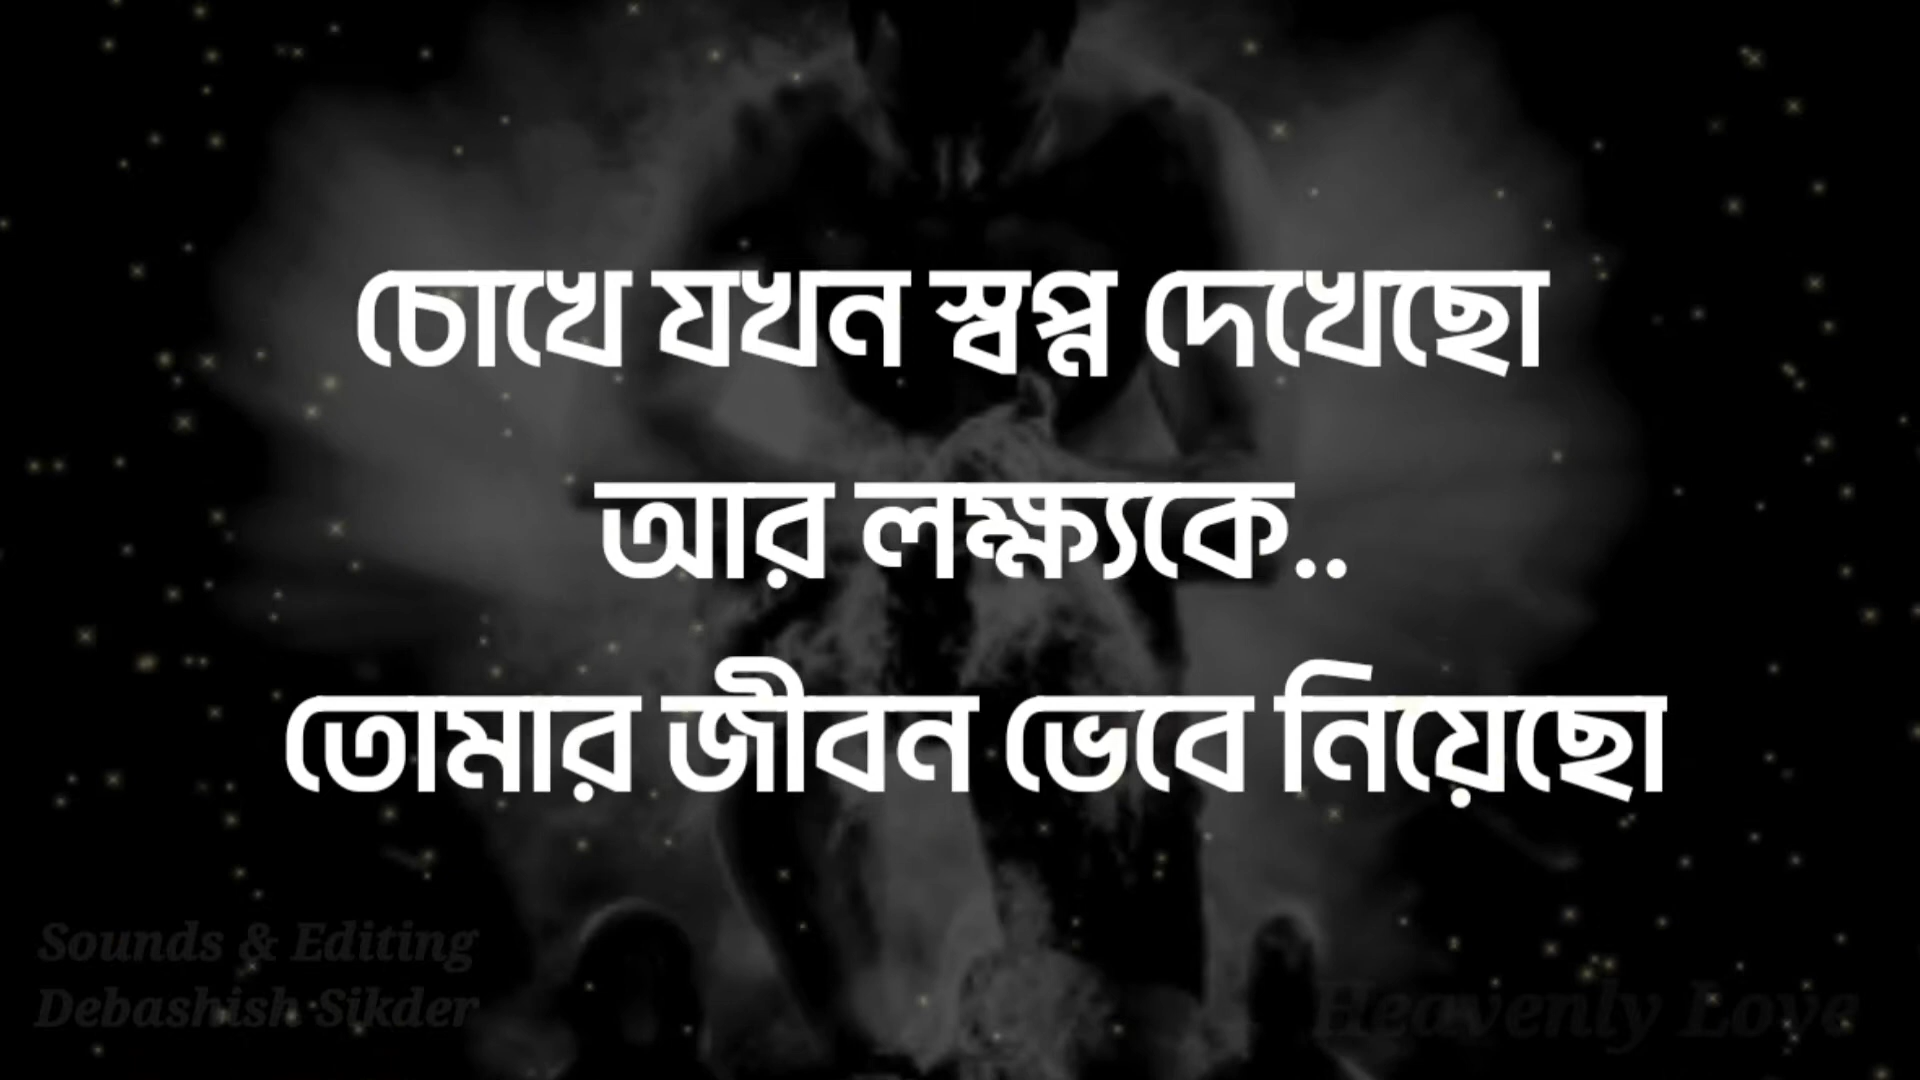 চোখে যখন স্বপ্ন দেখেছো
আর লক্ষ্যকে..
তোমার জীবন ভেবে নিয়েছো
Sounds & Editing
Debashish Sikder
Heavenly Love